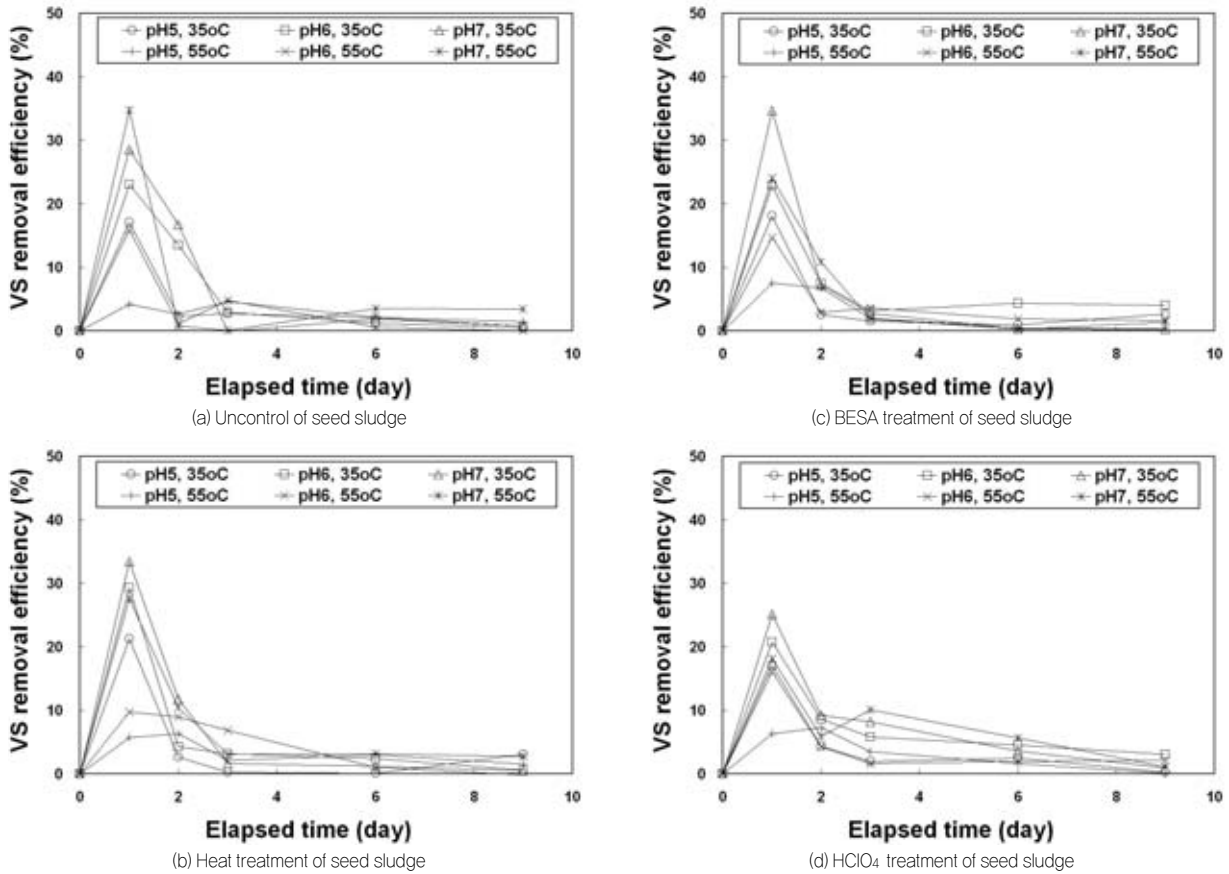 50
pH5, 35oC pH6, 35oC pH7, 35oC
pH5, 55oC pH6, 55oC pH7, 55oC
40
30
20
10
0
VS removal efficiency (%)
0 2 4 6 8 10
Elapsed time (day)
(a) Uncontrol of seed sludge
50
pH5, 35oC pH6, 35oC pH7, 35oC
pH5, 55oC pH6, 55oC pH7, 55oC
40
30
20
10
0
VS removal efficiency (%)
0 2 4 6 8 10
Elapsed time (day)
(c) BESA treatment of seed sludge
50
pH5, 35oC pH6, 35oC pH7, 35oC
pH5, 55oC pH6, 55oC pH7, 55oC
40
30
20
10
0
VS removal efficiency (%)
0 2 4 6 8 10
Elapsed time (day)
(b) Heat treatment of seed sludge
50
pH5, 35oC pH6, 35oC pH7, 35oC
pH5, 55oC pH6, 55oC pH7, 55oC
40
30
20
10
0
VS removal efficiency (%)
0 2 4 6 8 10
Elapsed time (day)
(d) HClO₄ treatment of seed sludge